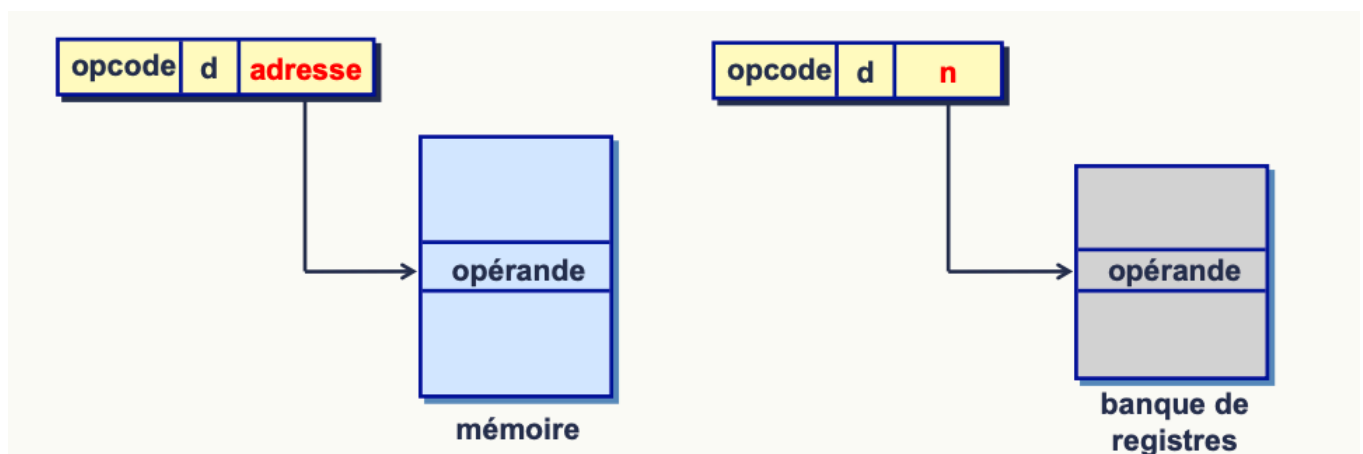 opcode d adresse
opérande
mémoire
opcode d n
opérande
banque de
registres